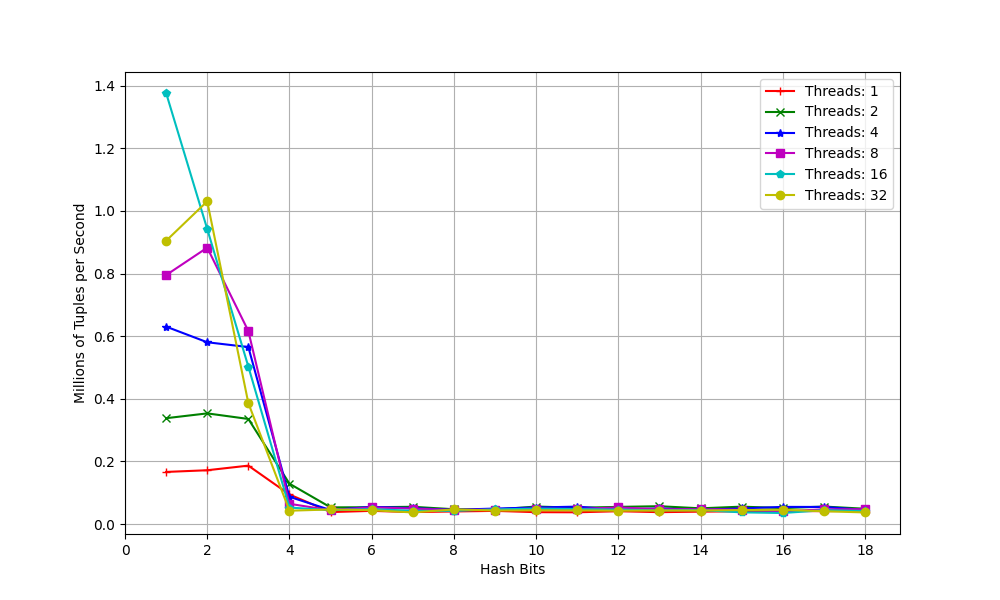 1.4
1.2
1.0
0.8
0.6
0.4
0.2
0.0
Millions of Tuples per Second
Threads: 1
Threads: 2
Threads: 4
Threads: 8
Threads: 16
Threads: 32
0 2 4 6 8 10 12 14 16 18
Hash Bits